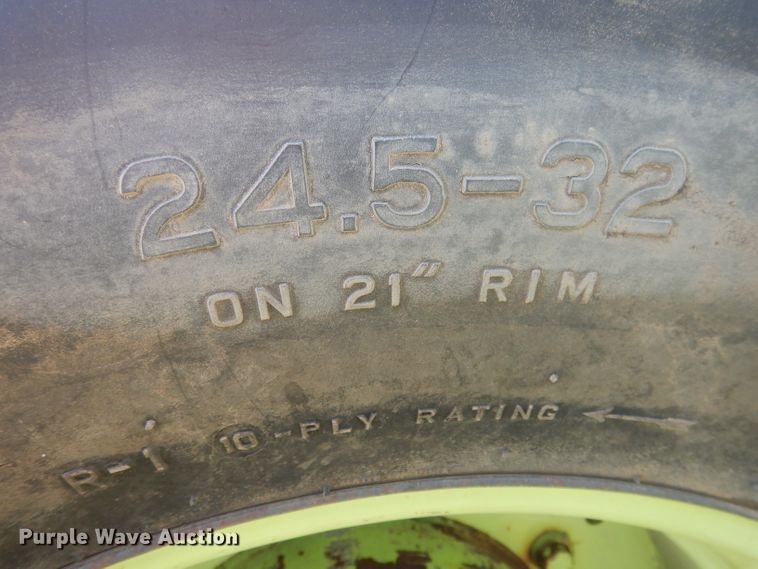 24.5-32
ON 21" RIM
R-1 10-PLY RATING
Purple Wave Auction